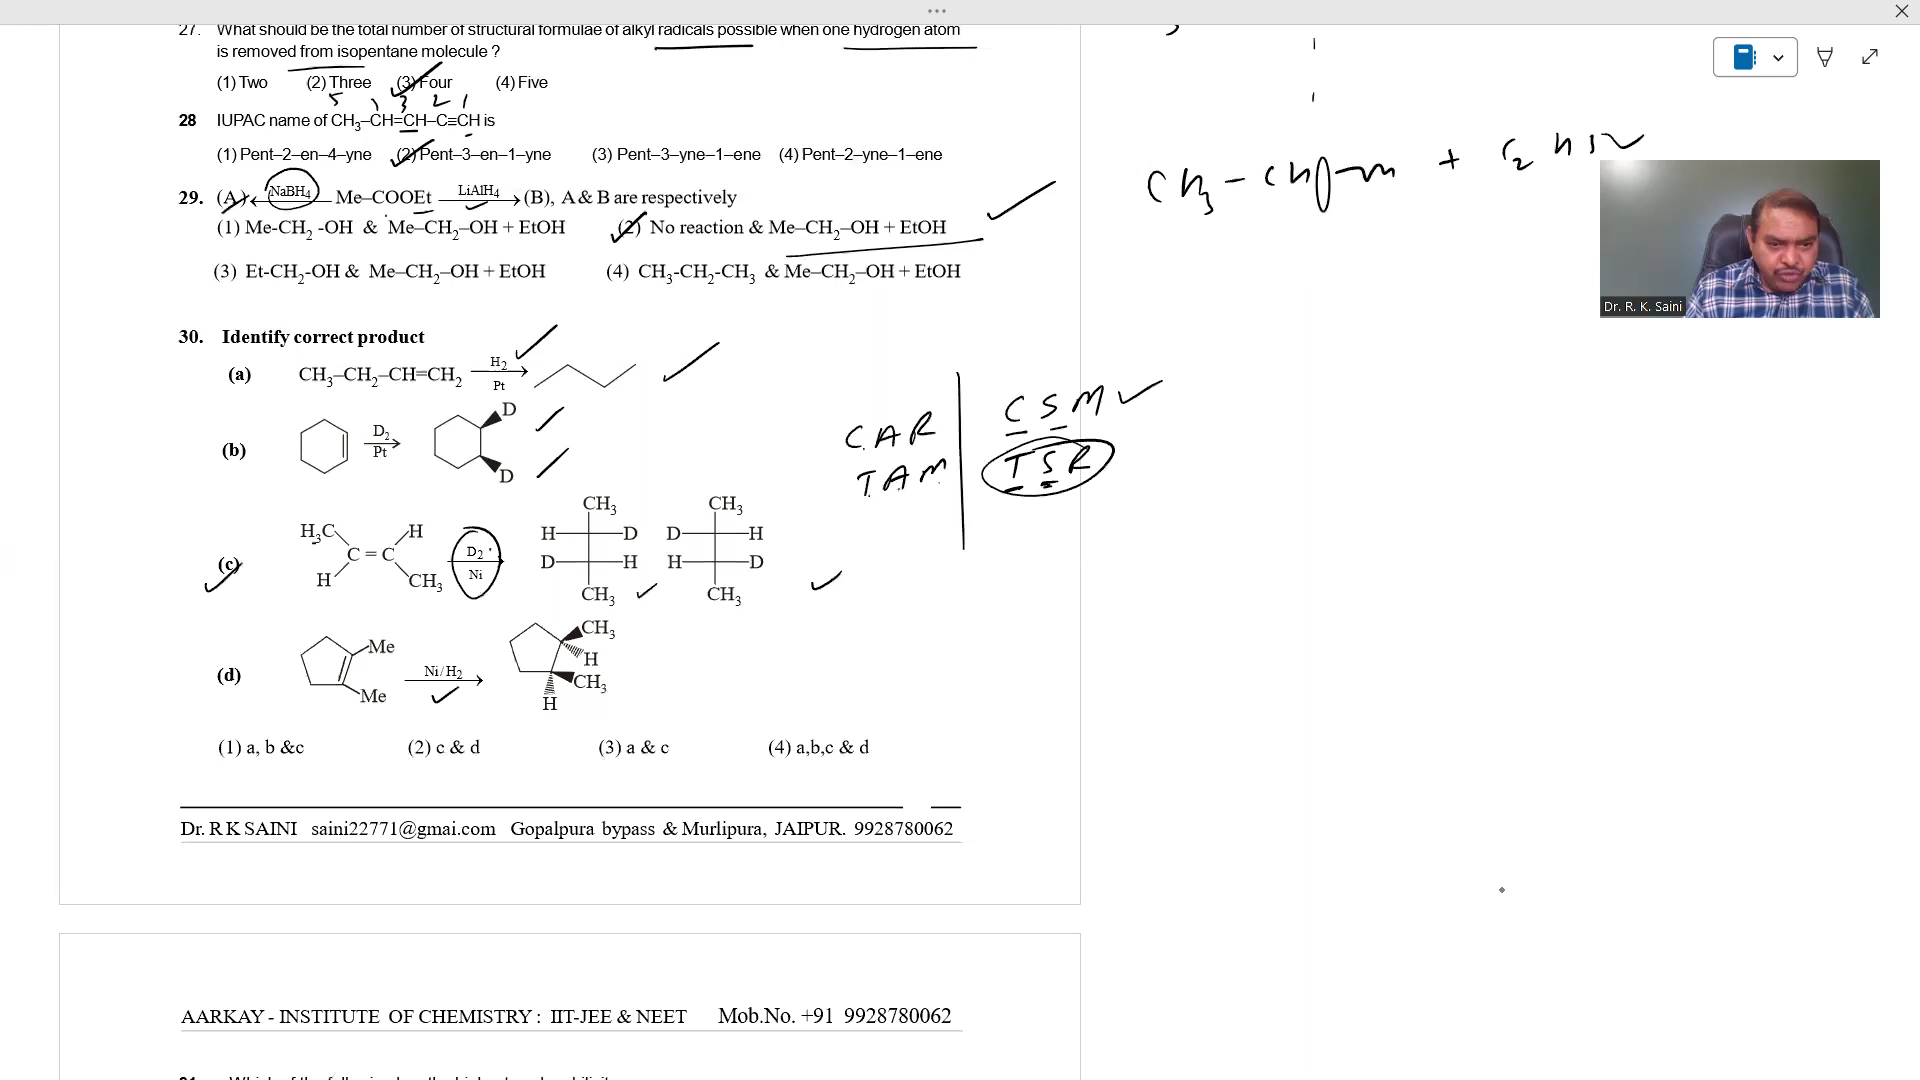 27. What should be the total number of structural formulae of alkyl radicals possible when one hydrogen atom
is removed from isopentane molecule ?
(1) Two (2) Three (3) Four (4) Five
5 3 2 1
28 IUPAC name of CH3–CH=CH–C≡CH is
(1) Pent–2–en–4–yne (2) Pent–3–en–1–yne (3) Pent–3–yne–1–ene (4) Pent–2–yne–1–ene
29. (A) NaBH4 Me–COOEt LiAlH4 (B), A & B are respectively
(1) Me-CH2 -OH & Me–CH2–OH + EtOH (2) No reaction & Me–CH2–OH + EtOH
(3) Et-CH2-OH & Me–CH2–OH + EtOH (4) CH3-CH2-CH3 & Me–CH2–OH + EtOH
Dr. R. K. Saini
30. Identify correct product
(a) CH3–CH2–CH=CH2 H2
Pt
(b) D2
Pt
D
D
CAR CSM
TAM TSR
(c) H3C H
C = C
H CH3
D2
Ni
CH3 CH3
H D D H
D H H D
CH3 CH3
(d) Me
Me
Ni/H2
CH3
H
CH3
H
(1) a, b &c (2) c & d (3) a & c (4) a,b,c & d
Dr. R K SAINI saini22771@gmai.com Gopalpura bypass & Murlipura, JAIPUR. 9928780062
AARKAY - INSTITUTE OF CHEMISTRY : IIT-JEE & NEET Mob.No. +91 9928780062